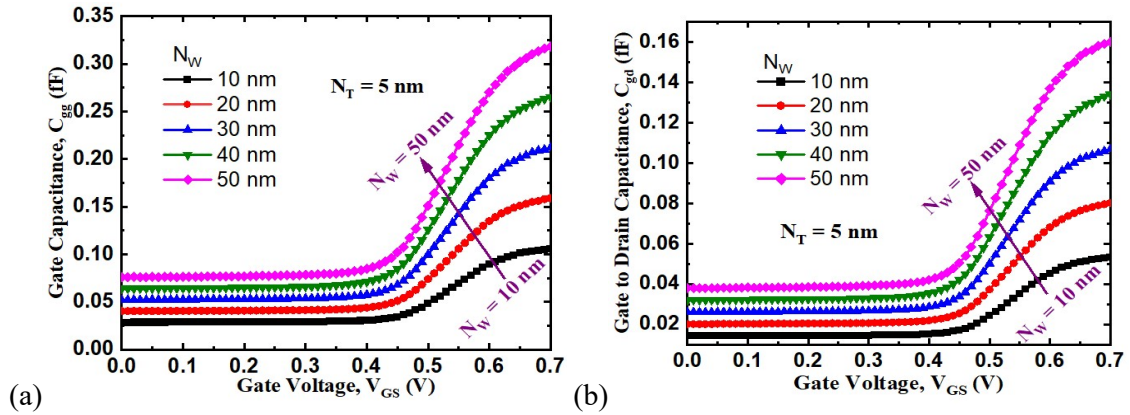 (a)
Gate Capacitance, Cgg (fF)
0.35
0.30
0.25
0.20
0.15
0.10
0.05
0.00
NW
10 nm
20 nm
30 nm
40 nm
50 nm
NT = 5 nm
NW = 50 nm
NW = 10 nm
0.0 0.1 0.2 0.3 0.4 0.5 0.6 0.7
Gate Voltage, VGS (V)
(b)
Gate to Drain Capacitance, Cgd (fF)
0.16
0.14
0.12
0.10
0.08
0.06
0.04
0.02
NW
10 nm
20 nm
30 nm
40 nm
50 nm
NT = 5 nm
NW = 50 nm
NW = 10 nm
0.0 0.1 0.2 0.3 0.4 0.5 0.6 0.7
Gate Voltage, VGS (V)